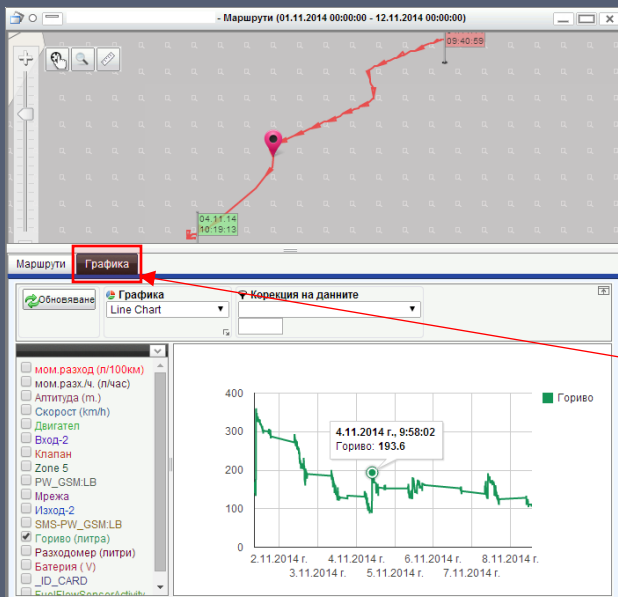 - Маршрути (01.11.2014 00:00:00 - 12.11.2014 00:00:00)
09:40:59
04.11.14
10:19:13
Маршрути
Графика
Обновяване
Графика
Корекция на данните
Line Chart
мом.разход (л/100км)
мом.разх./ч. (л/час)
Алтитуда (m.)
Скорост (km/h)
Двигател
Вход-2
Клапан
Zone 5
PW_GSM:LB
Мрежа
Изход-2
SMS-PW_GSM:LB
Гориво (литра)
Разходомер (литри)
Батерия ( V)
_ID_CARD
FuelFlowSensorActivity
400
300
200
100
0
4.11.2014 г., 9:58:02
Гориво: 193.6
Гориво
2.11.2014 г.
4.11.2014 г.
6.11.2014 г.
8.11.2014 г.
3.11.2014 г.
5.11.2014 г.
7.11.2014 г.